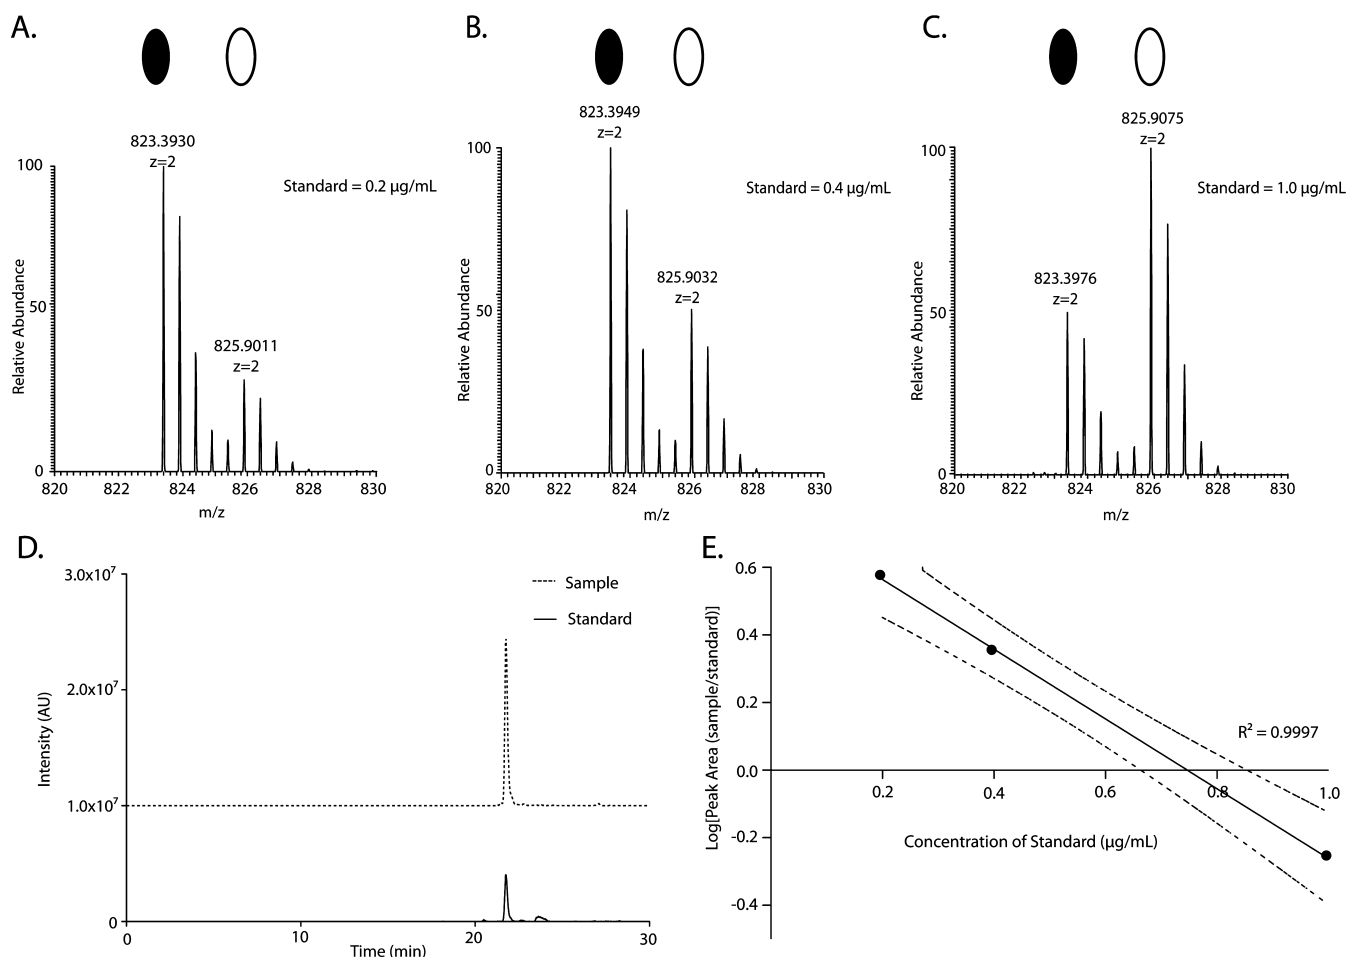 A.
823.3930
z=2
Standard = 0.2 µg/mL
825.9011
z=2
100
50
0
Relative Abundance
820 822 824 826 828 830
m/z
B.
823.3949
z=2
Standard = 0.4 µg/mL
825.9032
z=2
100
50
0
Relative Abundance
820 822 824 826 828 830
m/z
C.
825.9075
z=2
Standard = 1.0 µg/mL
823.3976
z=2
100
50
0
Relative Abundance
820 822 824 826 828 830
m/z
D.
3.0x10⁷
2.0x10⁷
1.0x10⁷
0
Intensity (AU)
Sample
Standard
0 10 20 30
Time (min)
E.
0.6
0.4
0.2
0.0
-0.2
-0.4
Log[Peak Area (sample/standard)]
R² = 0.9997
0.2 0.4 0.6 0.8 1.0
Concentration of Standard (µg/mL)